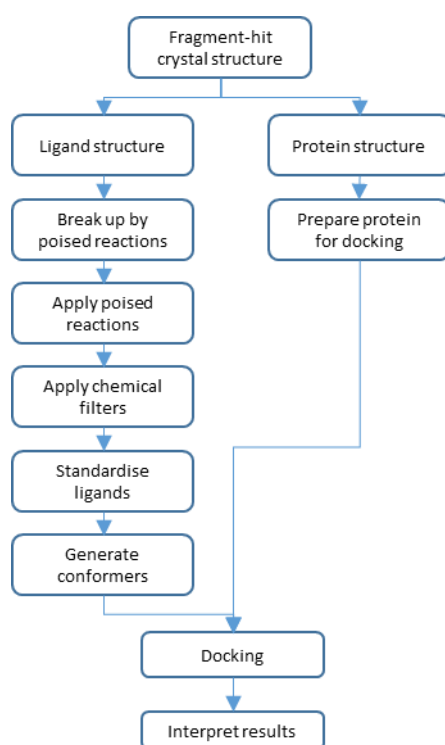 Fragment-hit
crystal structure
Ligand structure
Protein structure
Break up by
poised reactions
Prepare protein
for docking
Apply poised
reactions
Apply chemical
filters
Standardise
ligands
Generate
conformers
Docking
Interpret results